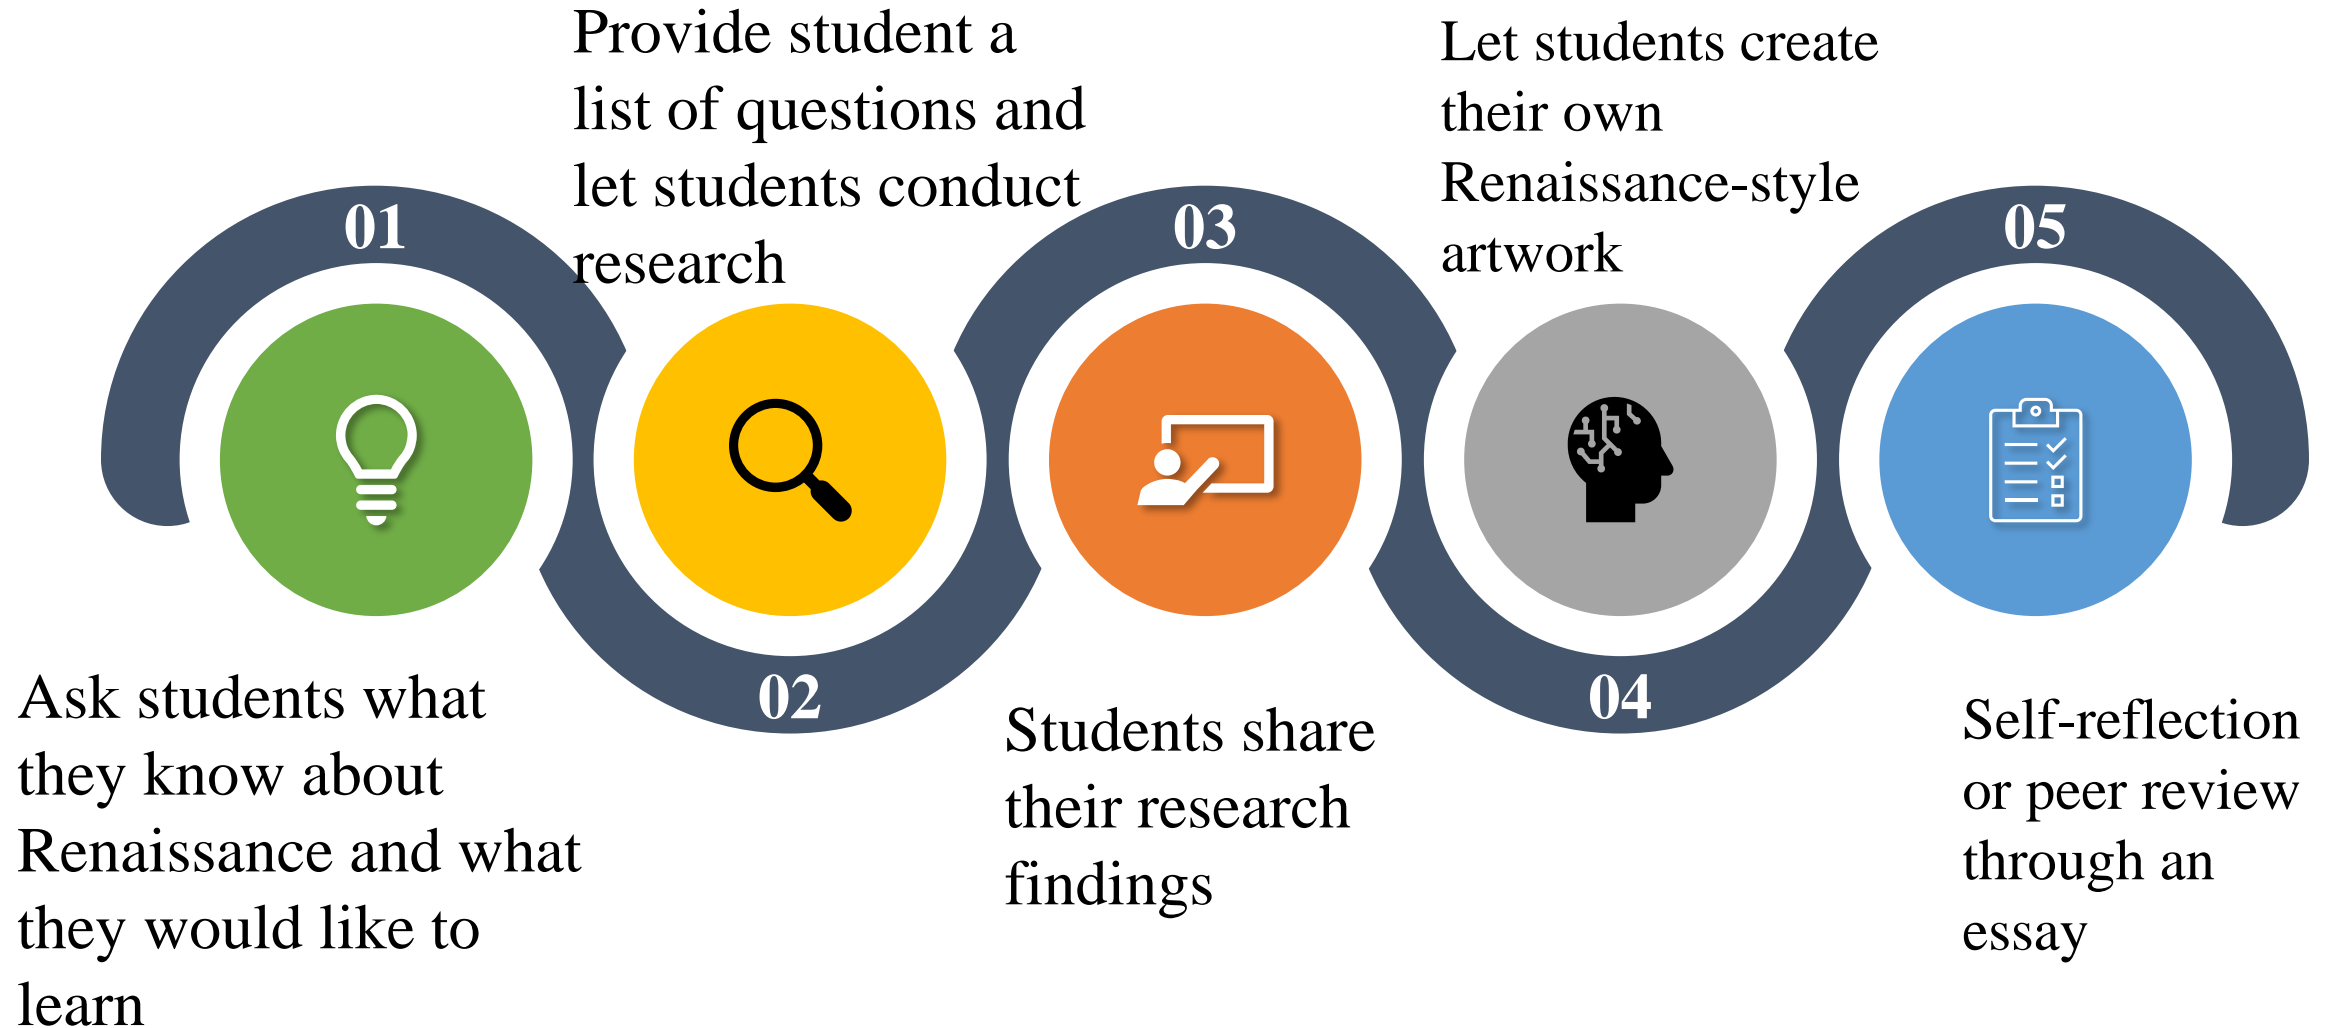 01
Ask students what
they know about
Renaissance and what
they would like to
learn
Provide student a
list of questions and
let students conduct
research
02
03
Students share
their research
findings
Let students create
their own
Renaissance-style
artwork
04
05
Self-reflection
or peer review
through an
essay